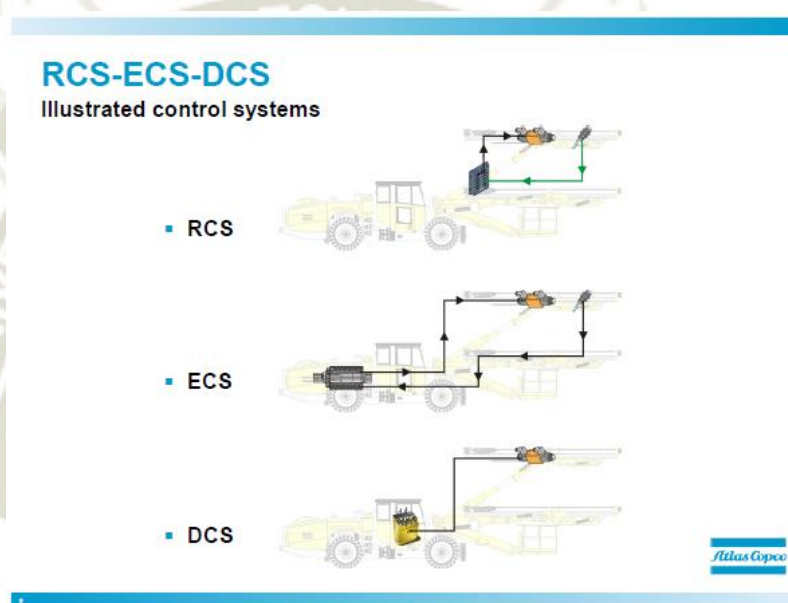 RCS-ECS-DCS
Illustrated control systems
▪ RCS
▪ ECS
▪ DCS
Atlas Copco